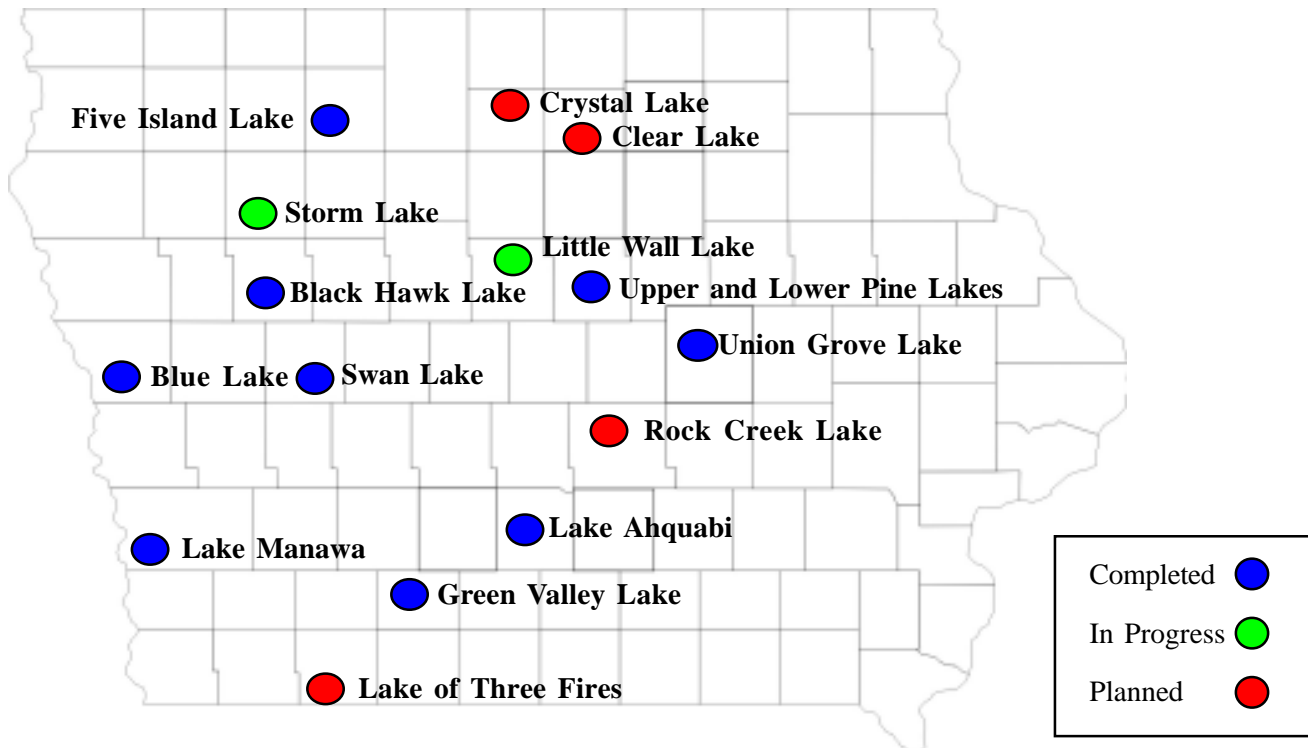 Crystal Lake
Five Island Lake
Clear Lake
Storm Lake
Little Wall Lake
Black Hawk Lake
Upper and Lower Pine Lakes
Union Grove Lake
Blue Lake
Swan Lake
Rock Creek Lake
Lake Ahquabi
Lake Manawa
Green Valley Lake
Lake of Three Fires
Completed
In Progress
Planned